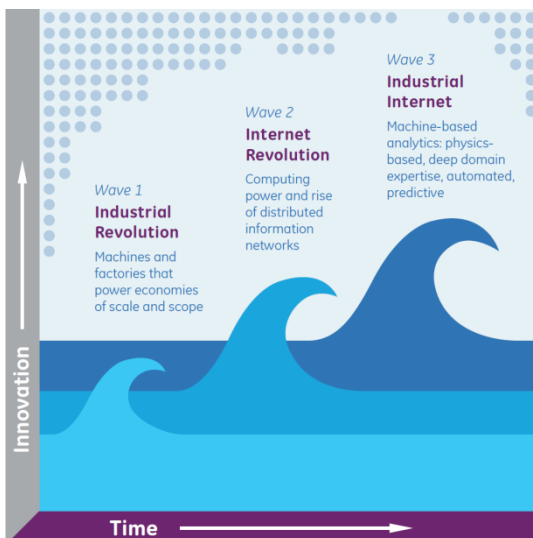 Wave 1
Industrial
Revolution
Machines and
factories that
power economies
of scale and scope
Wave 2
Internet
Revolution
Computing
power and rise
of distributed
information
networks
Wave 3
Industrial
Internet
Machine-based
analytics: physics-
based, deep domain
expertise, automated,
predictive
Innovation
Time